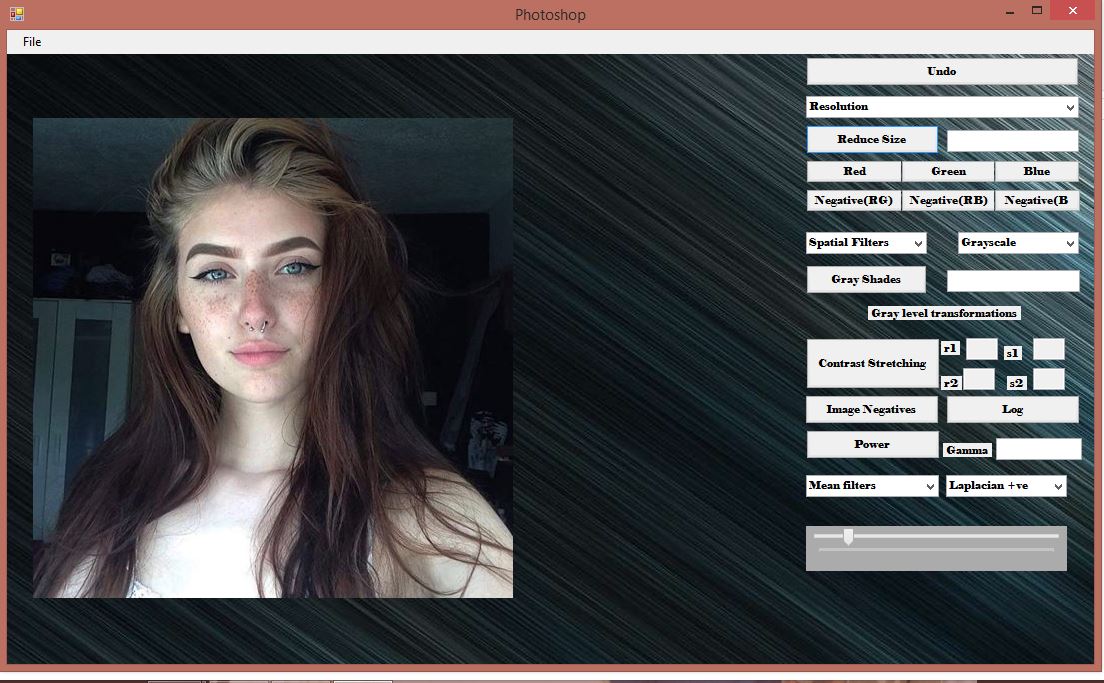 Photoshop
File
Undo
Resolution
Reduce Size
Red Green Blue
Negative(RG) Negative(RB) Negative(B
Spatial Filters Grayscale
Gray Shades
Gray level transformations
Contrast Stretching r1 s1
r2 s2
Image Negatives Log
Power Gamma
Mean filters Laplacian +ve